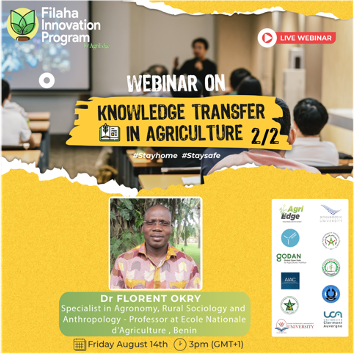 Filaha
Innovation
Program
LIVE WEBINAR
WEBINAR ON
KNOWLEDGE TRANSFER
IN AGRICULTURE 2/2
#Stayhome #Staysafe
Dr FLORENT OKRY
Specialist in Agronomy, Rural Sociology and
Anthropology - Professor at Ecole Nationale
d'Agriculture , Benin
Friday August 14th
3pm (GMT+1)
Agri
Edge
GODAN
UNIVERSITY